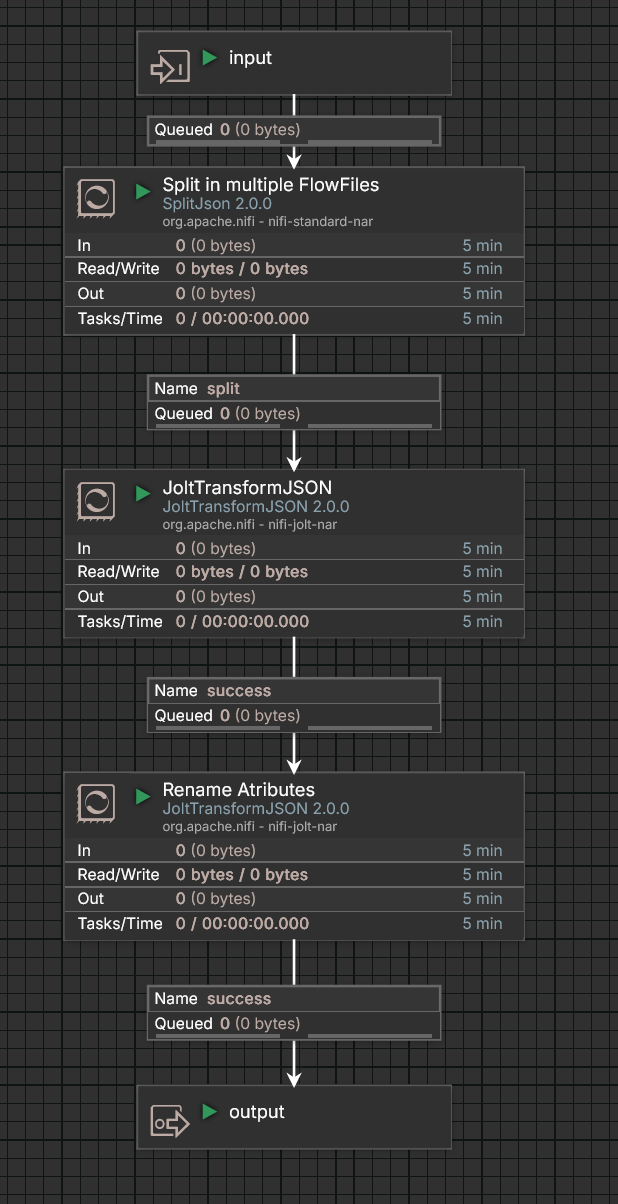 input
Queued 0 (0 bytes)
Split in multiple FlowFiles
SplitJson 2.0.0
org.apache.nifi - nifi-standard-nar
In 0 (0 bytes) 5 min
Read/Write 0 bytes / 0 bytes 5 min
Out 0 (0 bytes) 5 min
Tasks/Time 0 / 00:00:00.000 5 min
Name split
Queued 0 (0 bytes)
JoltTransformJSON
JoltTransformJSON 2.0.0
org.apache.nifi - nifi-jolt-nar
In 0 (0 bytes) 5 min
Read/Write 0 bytes / 0 bytes 5 min
Out 0 (0 bytes) 5 min
Tasks/Time 0 / 00:00:00.000 5 min
Name success
Queued 0 (0 bytes)
Rename Atributes
JoltTransformJSON 2.0.0
org.apache.nifi - nifi-jolt-nar
In 0 (0 bytes) 5 min
Read/Write 0 bytes / 0 bytes 5 min
Out 0 (0 bytes) 5 min
Tasks/Time 0 / 00:00:00.000 5 min
Name success
Queued 0 (0 bytes)
output